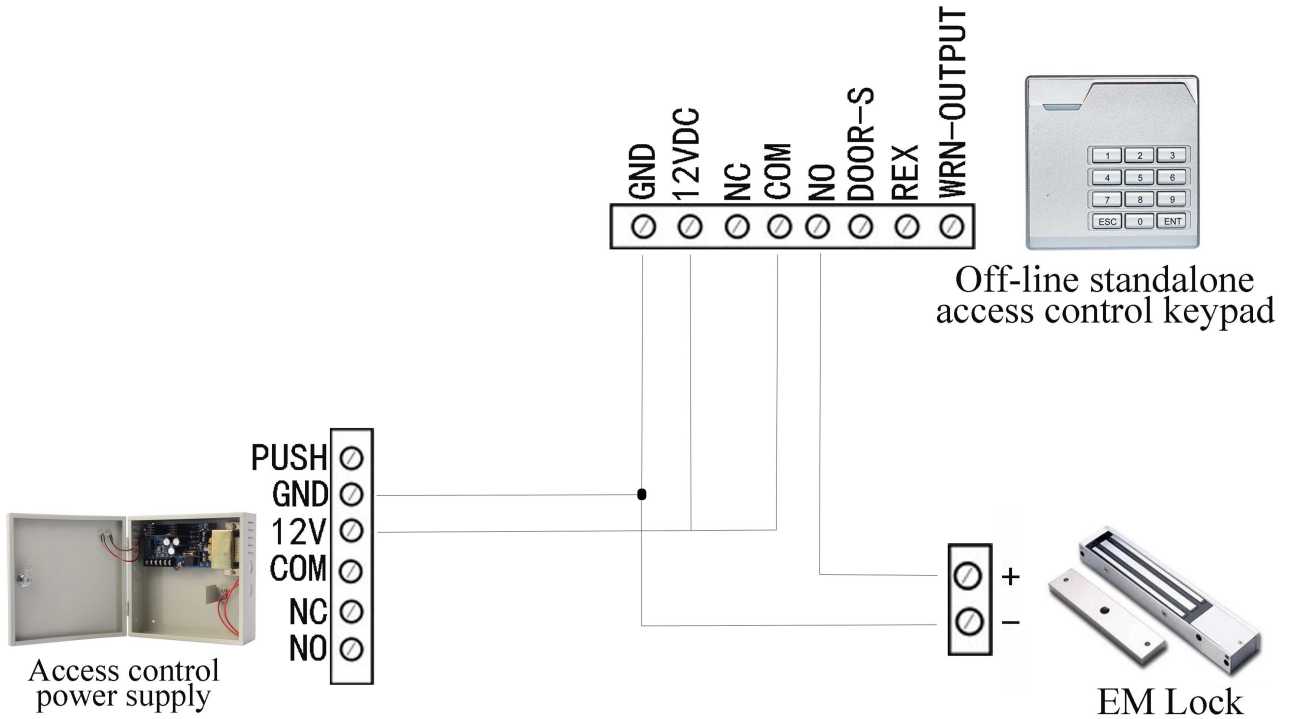 GND
12VDC
NC
COM
NO
DOOR-S
REX
WRN-OUTPUT
1 2 3
4 5 6
7 8 9
ESC 0 ENT
Off-line standalone
access control keypad
PUSH
GND
12V
COM
NC
NO
Access control
power supply
+
−
EM Lock